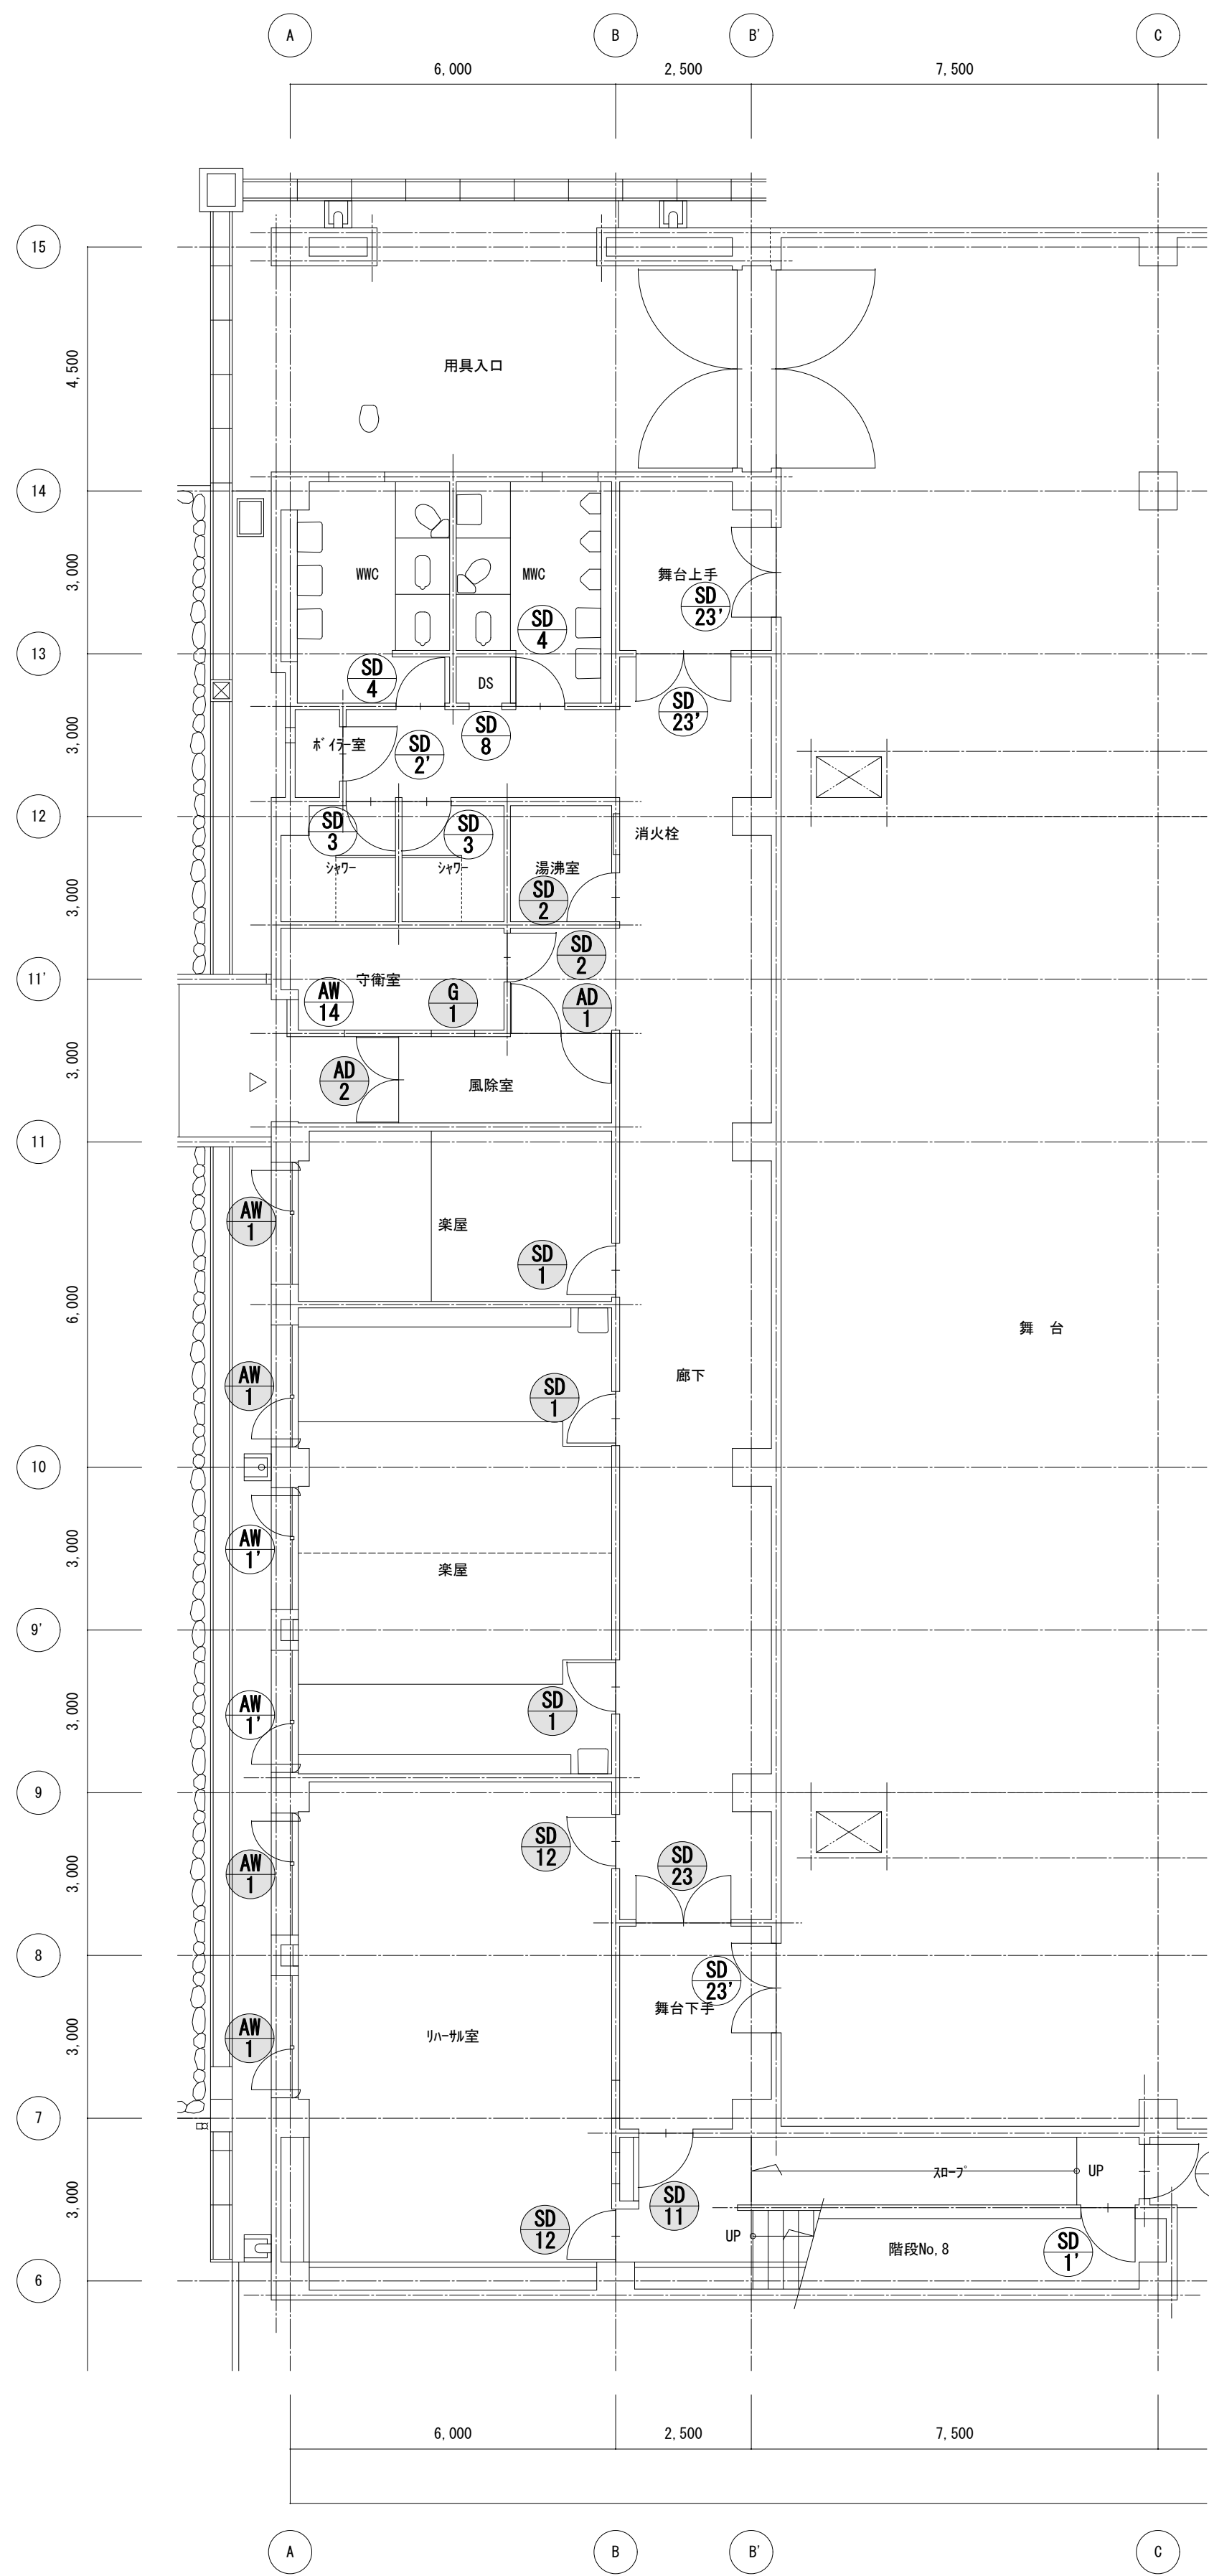 A B B' C
6,000 2,500 7,500
15
4,500
用具入口
14
3,000
WWC MWC 舞台上手
SD 23'
SD 4
13
SD 4
DS
SD 23'
3,000
ﾎﾞｲﾗｰ室
SD 2'
SD 8
12
SD 3
SD 3
消火栓
ｼｬﾜｰ ｼｬﾜｰ 湯沸室
3,000
SD 2
SD 2
11'
守衛室
AW 14
G 1
AD 1
3,000
AD 2
風除室
11
AW 1
楽屋
SD 1
6,000
舞 台
廊下
AW 1
SD 1
10
3,000
AW 1'
楽屋
9'
3,000
AW 1'
SD 1
9
SD 12
SD 23
3,000
AW 1
8
SD 23'
舞台下手
3,000
AW 1
ﾘﾊｰｻﾙ室
7
ｽﾛｰﾌﾟ UP
3,000
SD 11
SD 12
UP
階段No,8
SD 1'
6
6,000 2,500 7,500
A B B' C